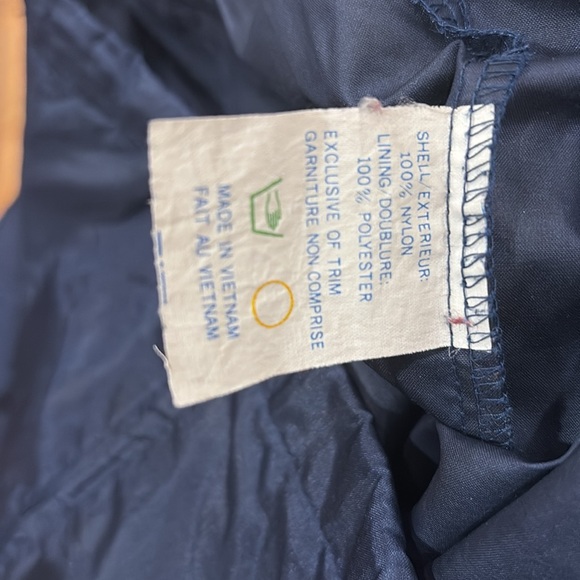 SHELL/EXTERIEUR:
100% NYLON
LINING/DOUBLURE:
100% POLYESTER
EXCLUSIVE OF TRIM
GARNITURE NON-COMPRISE
MADE IN VIETNAM
FAIT AU VIETNAM